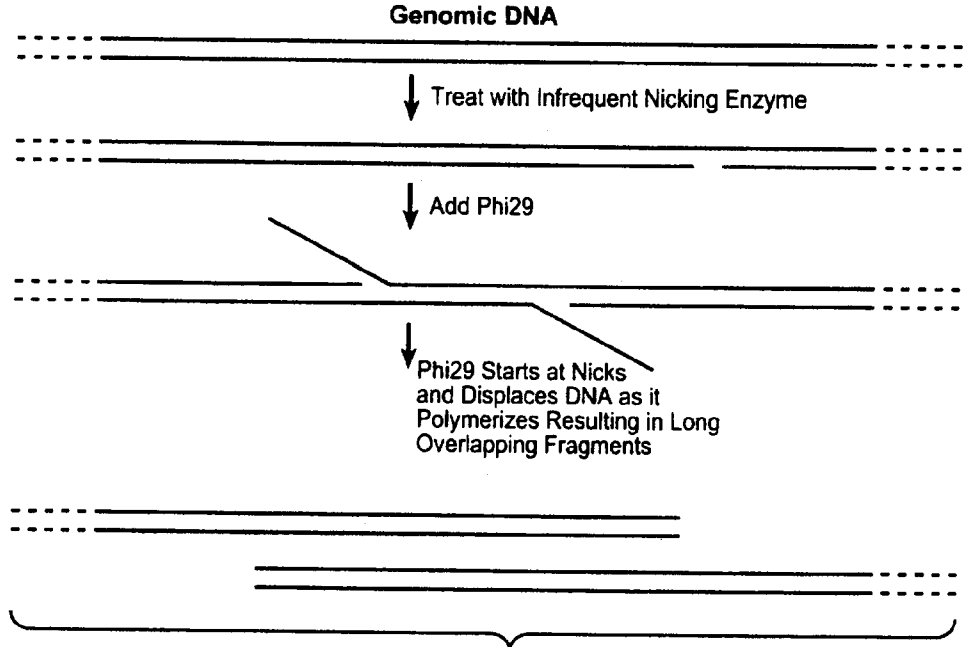 Genomic DNA
Treat with Infrequent Nicking Enzyme
Add Phi29
Phi29 Starts at Nicks
and Displaces DNA as it
Polymerizes Resulting in Long
Overlapping Fragments